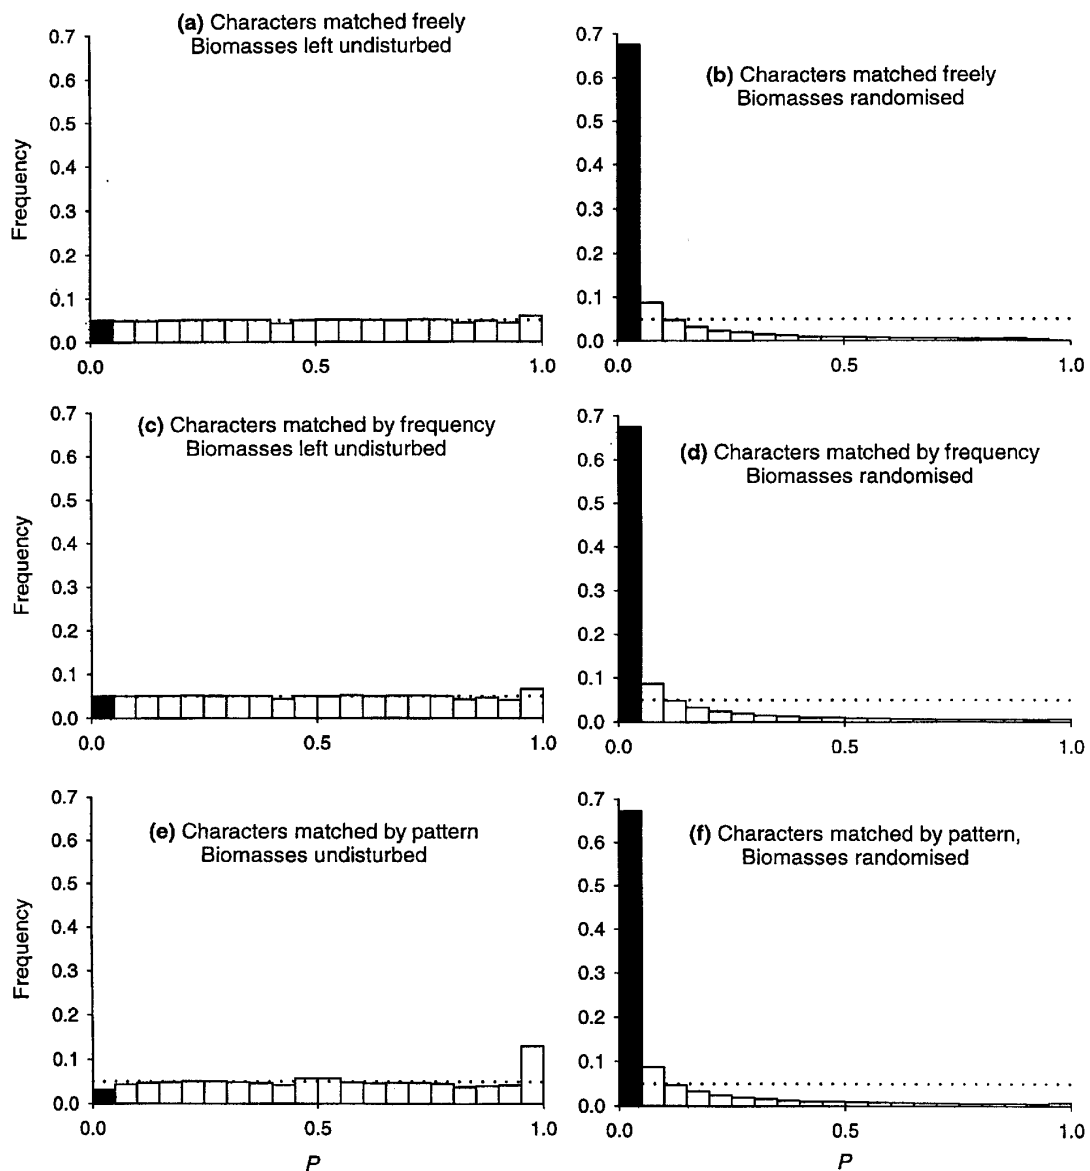 (a) Characters matched freely
Biomasses left undisturbed
0.7
0.6
0.5
0.4
0.3
0.2
0.1
0.0
Frequency
0.0 0.5 1.0
(b) Characters matched freely
Biomasses randomised
0.7
0.6
0.5
0.4
0.3
0.2
0.1
0.0
0.0 0.5 1.0
(c) Characters matched by frequency
Biomasses left undisturbed
0.7
0.6
0.5
0.4
0.3
0.2
0.1
0.0
Frequency
0.0 0.5 1.0
(d) Characters matched by frequency
Biomasses randomised
0.7
0.6
0.5
0.4
0.3
0.2
0.1
0.0
0.0 0.5 1.0
(e) Characters matched by pattern
Biomasses undisturbed
0.7
0.6
0.5
0.4
0.3
0.2
0.1
0.0
Frequency
0.0 0.5 1.0
P
(f) Characters matched by pattern,
Biomasses randomised
0.7
0.6
0.5
0.4
0.3
0.2
0.1
0.0
0.0 0.5 1.0
P